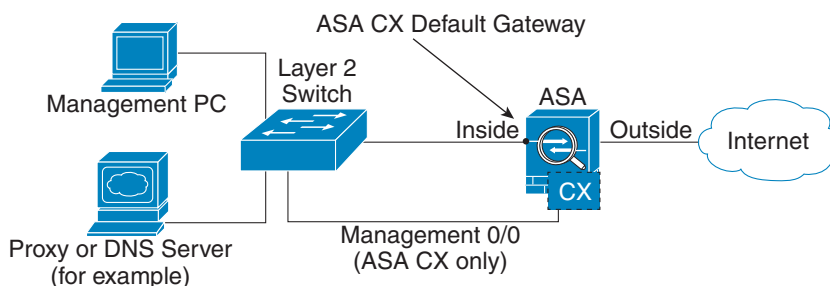 ASA CX Default Gateway
Management PC
Layer 2
Switch
ASA
Inside
Outside
Internet
CX
Proxy or DNS Server
(for example)
Management 0/0
(ASA CX only)